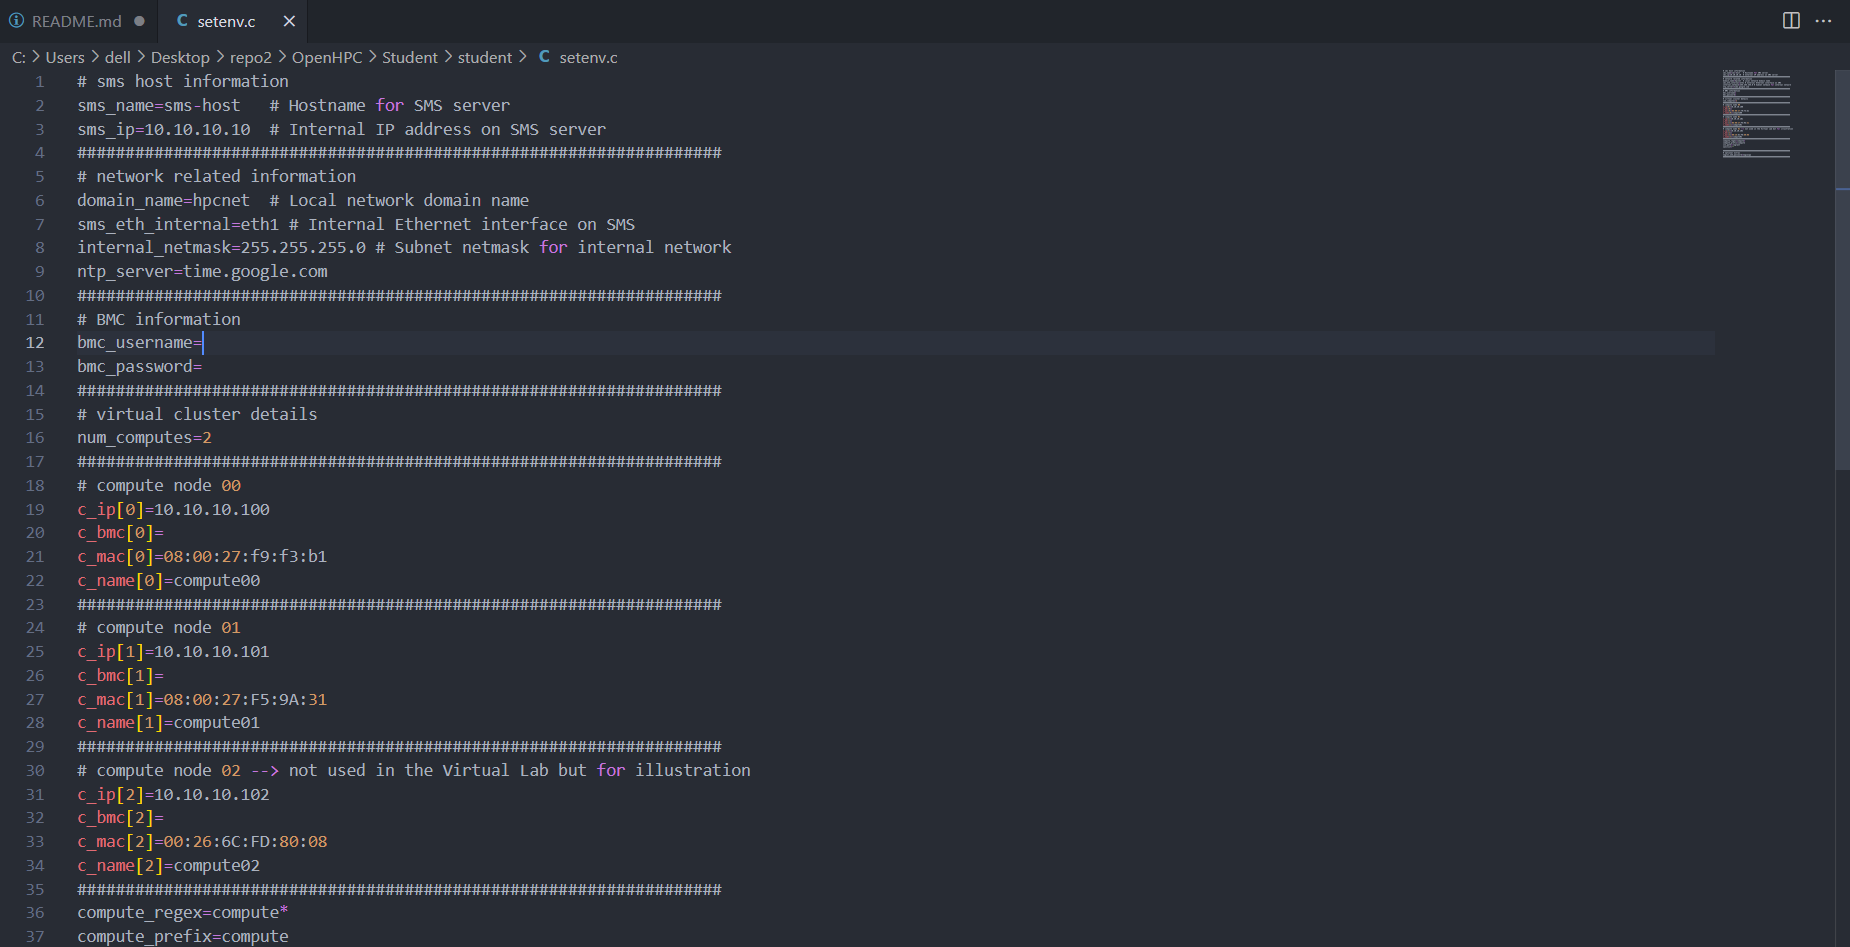 README.md
setenv.c
C: > Users > dell > Desktop > repo2 > OpenHPC > Student > student > C setenv.c
1 # sms host information
2 sms_name=sms-host # Hostname for SMS server
3 sms_ip=10.10.10.10 # Internal IP address on SMS server
4 ###################################################################
5 # network related information
6 domain_name=hpcnet # Local network domain name
7 sms_eth_internal=eth1 # Internal Ethernet interface on SMS
8 internal_netmask=255.255.255.0 # Subnet netmask for internal network
9 ntp_server=time.google.com
10 ###################################################################
11 # BMC information
12 bmc_username=
13 bmc_password=
14 ###################################################################
15 # virtual cluster details
16 num_computes=2
17 ###################################################################
18 # compute node 00
19 c_ip[0]=10.10.10.100
20 c_bmc[0]=
21 c_mac[0]=08:00:27:f9:f3:b1
22 c_name[0]=compute00
23 ###################################################################
24 # compute node 01
25 c_ip[1]=10.10.10.101
26 c_bmc[1]=
27 c_mac[1]=08:00:27:F5:9A:31
28 c_name[1]=compute01
29 ###################################################################
30 # compute node 02 --> not used in the Virtual Lab but for illustration
31 c_ip[2]=10.10.10.102
32 c_bmc[2]=
33 c_mac[2]=00:26:6C:FD:80:08
34 c_name[2]=compute02
35 ###################################################################
36 compute_regex=compute*
37 compute_prefix=compute